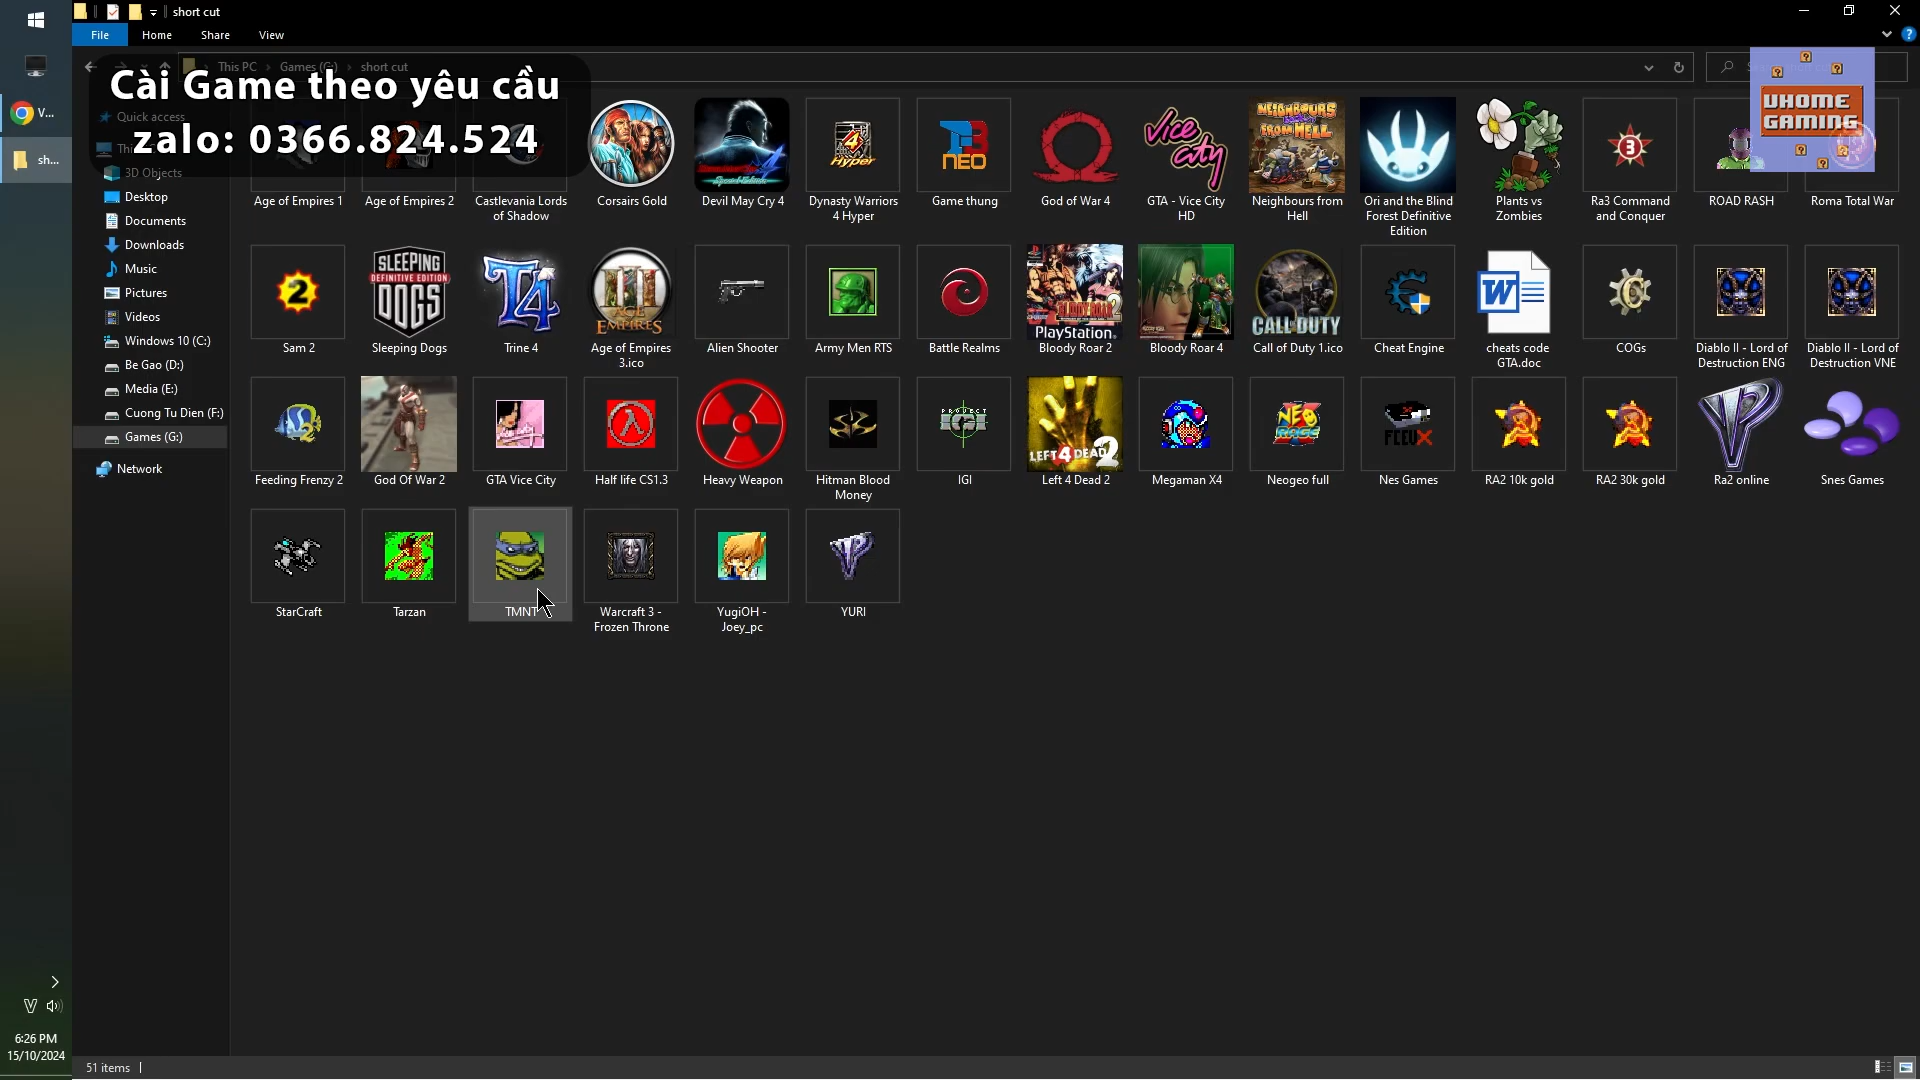 short cut
File
Home
Share
View
This PC
Games (G:)
short cut
Cài Game theo yêu cầu
zalo: 0366.824.524
UHOME
GAMING
V...
sh...
Quick access
3D Objects
Desktop
Documents
Downloads
Music
Pictures
Videos
Windows 10 (C:)
Be Gao (D:)
Media (E:)
Cuong Tu Dien (F:)
Games (G:)
Network
Age of Empires 1
Age of Empires 2
Castlevania Lords
of Shadow
Corsairs Gold
Devil May Cry 4
Dynasty Warriors
4 Hyper
Game thung
God of War 4
GTA - Vice City
HD
Neighbours from
Hell
Ori and the Blind
Forest Definitive
Edition
Plants vs
Zombies
Ra3 Command
and Conquer
ROAD RASH
Roma Total War
Sam 2
Sleeping Dogs
Trine 4
Age of Empires
3.ico
Alien Shooter
Army Men RTS
Battle Realms
Bloody Roar 2
Bloody Roar 4
Call of Duty 1.ico
Cheat Engine
cheats code
GTA.doc
COGs
Diablo II - Lord of
Destruction ENG
Diablo II - Lord of
Destruction VNE
Feeding Frenzy 2
God Of War 2
GTA Vice City
Half life CS1.3
Heavy Weapon
Hitman Blood
Money
IGI
Left 4 Dead 2
Megaman X4
Neogeo full
Nes Games
RA2 10k gold
RA2 30k gold
Ra2 online
Snes Games
StarCraft
Tarzan
TMNT
Warcraft 3 -
Frozen Throne
YugiOH -
Joey_pc
YURI
6:26 PM
15/10/2024
51 items